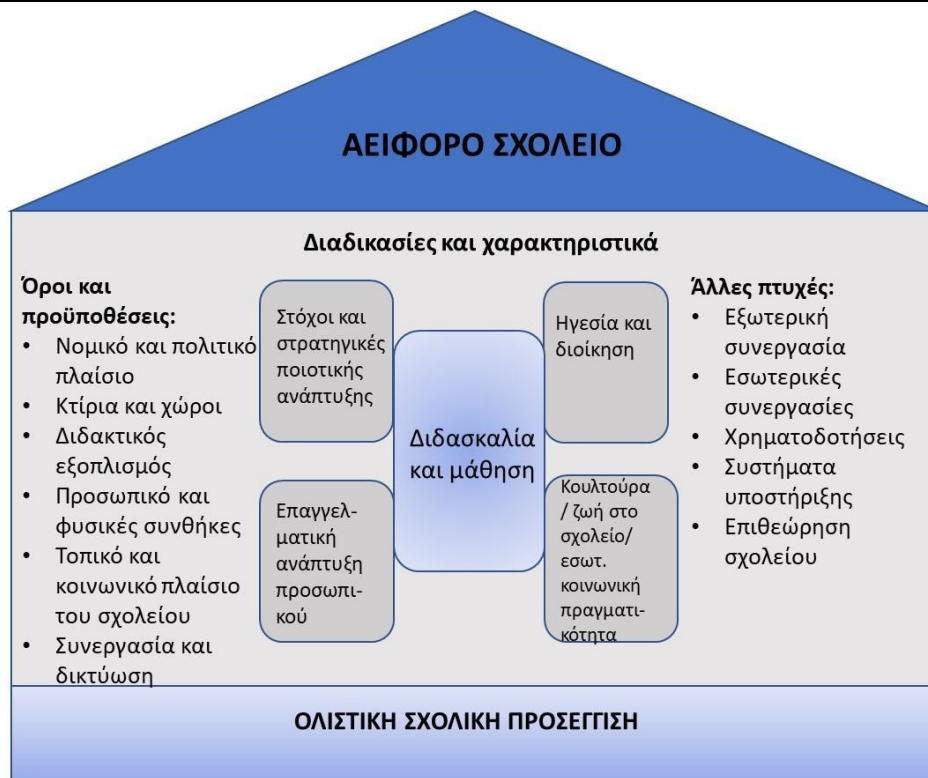 ΑΕΙΦΟΡΟ ΣΧΟΛΕΙΟ
Διαδικασίες και χαρακτηριστικά
Όροι και
προϋποθέσεις:
• Νομικό και πολιτικό
πλαίσιο
• Κτίρια και χώροι
• Διδακτικός
εξοπλισμός
• Προσωπικό και
φυσικές συνθήκες
• Τοπικό και
κοινωνικό πλαίσιο
του σχολείου
• Συνεργασία και
δικτύωση
Στόχοι και
στρατηγικές
ποιοτικής
ανάπτυξης
Επαγγελ-
ματική
ανάπτυξη
προσωπι-
κού
Διδασκαλία
και μάθηση
Ηγεσία και
διοίκηση
Κουλτούρα
/ ζωή στο
σχολείο/
εσωτ.
κοινωνική
πραγματι-
κότητα
Άλλες πτυχές:
• Εξωτερική
συνεργασία
• Εσωτερικές
συνεργασίες
• Χρηματοδοτήσεις
• Συστήματα
υποστήριξης
• Επιθεώρηση
σχολείου
ΟΛΙΣΤΙΚΗ ΣΧΟΛΙΚΗ ΠΡΟΣΕΓΓΙΣΗ